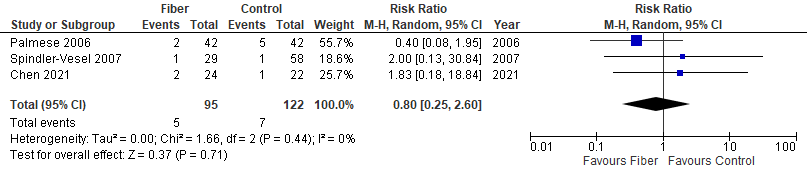 Fiber Control Risk Ratio Risk Ratio
Study or Subgroup Events Total Events Total Weight M-H, Random, 95% CI Year M-H, Random, 95% CI
Palmese 2006 2 42 5 42 55.7% 0.40 [0.08, 1.95] 2006
Spindler-Vesel 2007 1 29 1 58 18.6% 2.00 [0.13, 30.84] 2007
Chen 2021 2 24 1 22 25.7% 1.83 [0.18, 18.84] 2021
Total (95% CI) 95 122 100.0% 0.80 [0.25, 2.60]
Total events 5 7
Heterogeneity: Tau² = 0.00; Chi² = 1.66, df = 2 (P = 0.44); I² = 0%
Test for overall effect: Z = 0.37 (P = 0.71)
0.01 0.1 1 10 100
Favours Fiber Favours Control